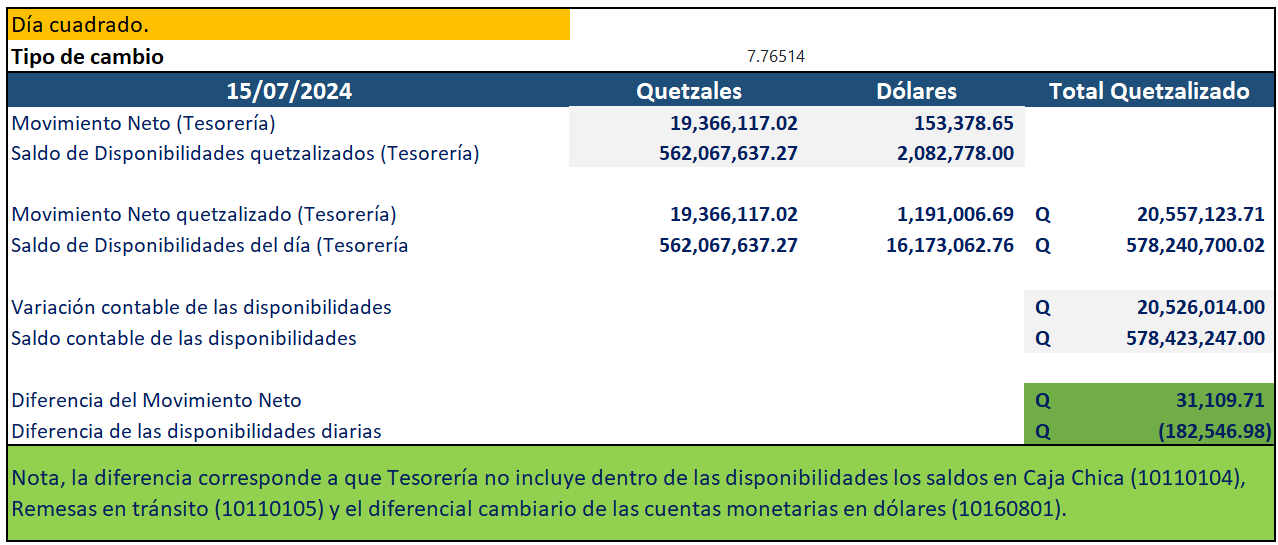 Día cuadrado.
Tipo de cambio 7.76514
15/07/2024 Quetzales Dólares Total Quetzalizado
Movimiento Neto (Tesorería) 19,366,117.02 153,378.65
Saldo de Disponibilidades quetzalizados (Tesorería) 562,067,637.27 2,082,778.00
Movimiento Neto quetzalizado (Tesorería) 19,366,117.02 1,191,006.69 Q 20,557,123.71
Saldo de Disponibilidades del día (Tesorería 562,067,637.27 16,173,062.76 Q 578,240,700.02
Variación contable de las disponibilidades Q 20,526,014.00
Saldo contable de las disponibilidades Q 578,423,247.00
Diferencia del Movimiento Neto Q 31,109.71
Diferencia de las disponibilidades diarias Q (182,546.98)
Nota, la diferencia corresponde a que Tesorería no incluye dentro de las disponibilidades los saldos en Caja Chica (10110104),
Remesas en tránsito (10110105) y el diferencial cambiario de las cuentas monetarias en dólares (10160801).